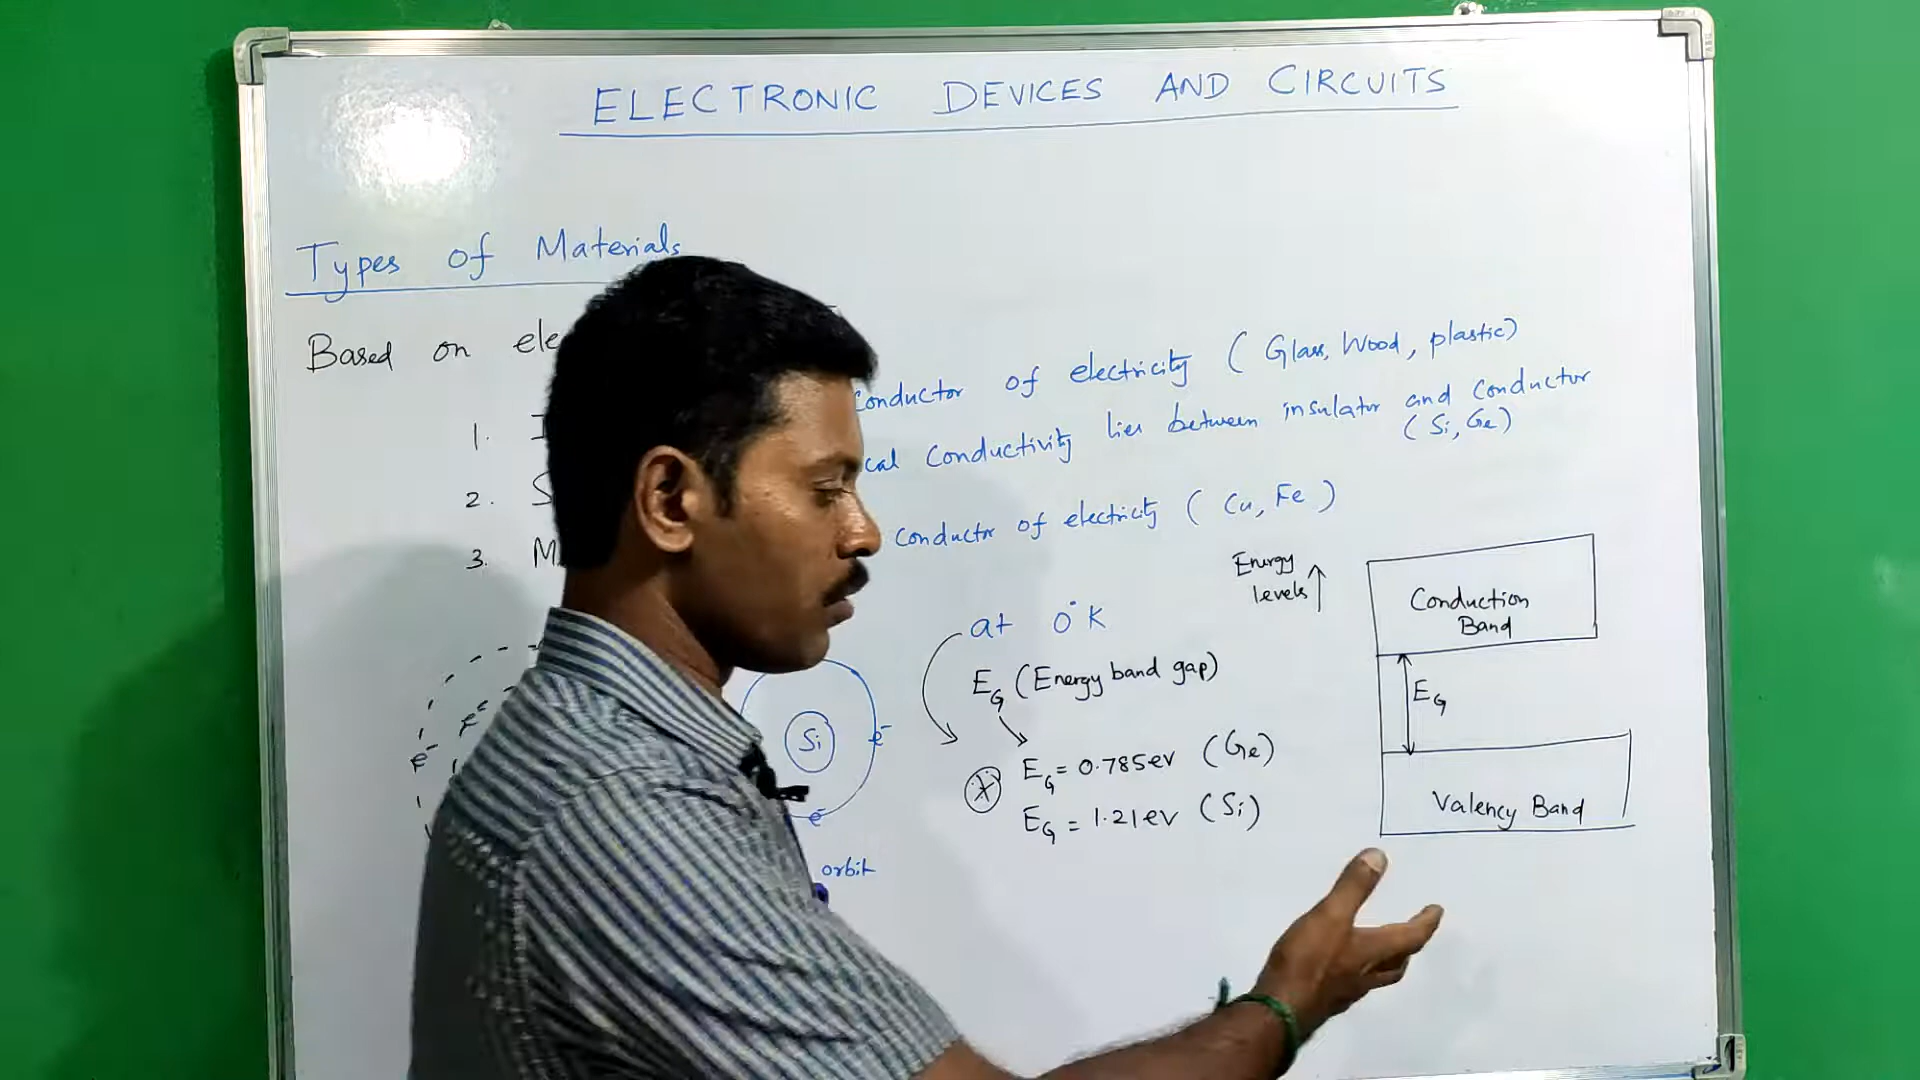 ELECTRONIC DEVICES AND CIRCUITS
Types of Materials
Based on
1.
conductor of electricity (Glass, Wood, plastic)
2. S
conductivity lies between insulator and conductor
(Si, Ge)
3. M
conductor of electricity (Cu, Fe)
Energy
levels ↑
Conduction
Band
at 0°K
E_G (Energy band gap)
E_G
e-
Si
e-
e-
E_G = 0.785ev (Ge)
E_G = 1.21ev (Si)
Valency Band
orbit